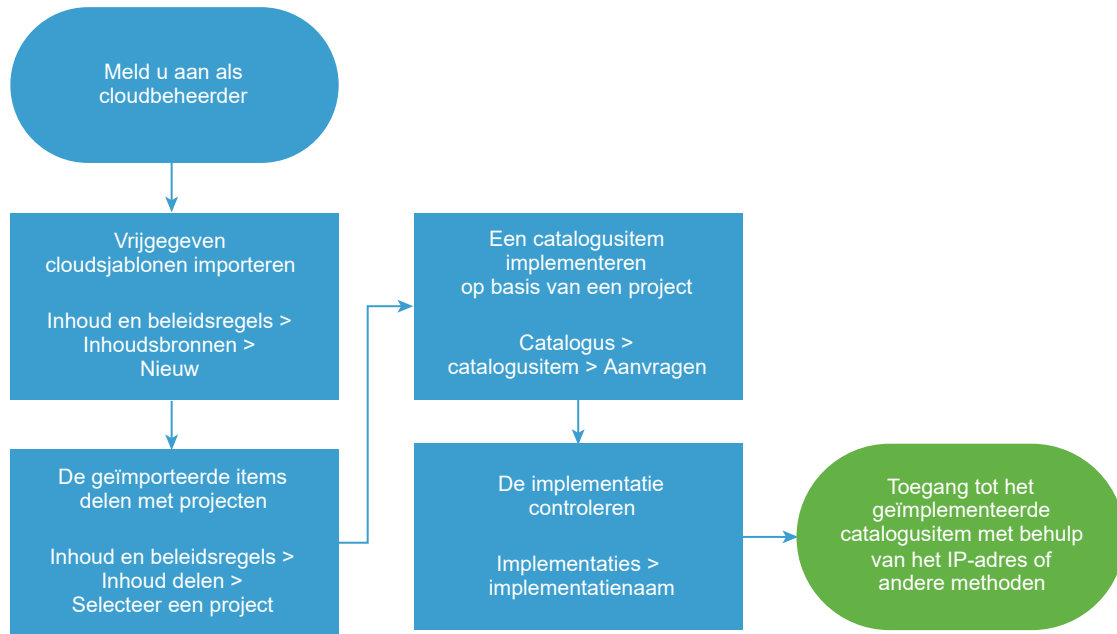 Meld u aan als
cloudbeheerder
Vrijgegeven
cloudsjablonen importeren
Inhoud en beleidsregels >
Inhoudsbronnen >
Nieuw
De geïmporteerde items
delen met projecten
Inhoud en beleidsregels >
Inhoud delen >
Selecteer een project
Een catalogusitem
implementeren
op basis van een project
Catalogus >
catalogusitem > Aanvragen
De implementatie
controleren
Implementaties >
implementatienaam
Toegang tot het
geïmplementeerde
catalogusitem met behulp
van het IP-adres of
andere methoden